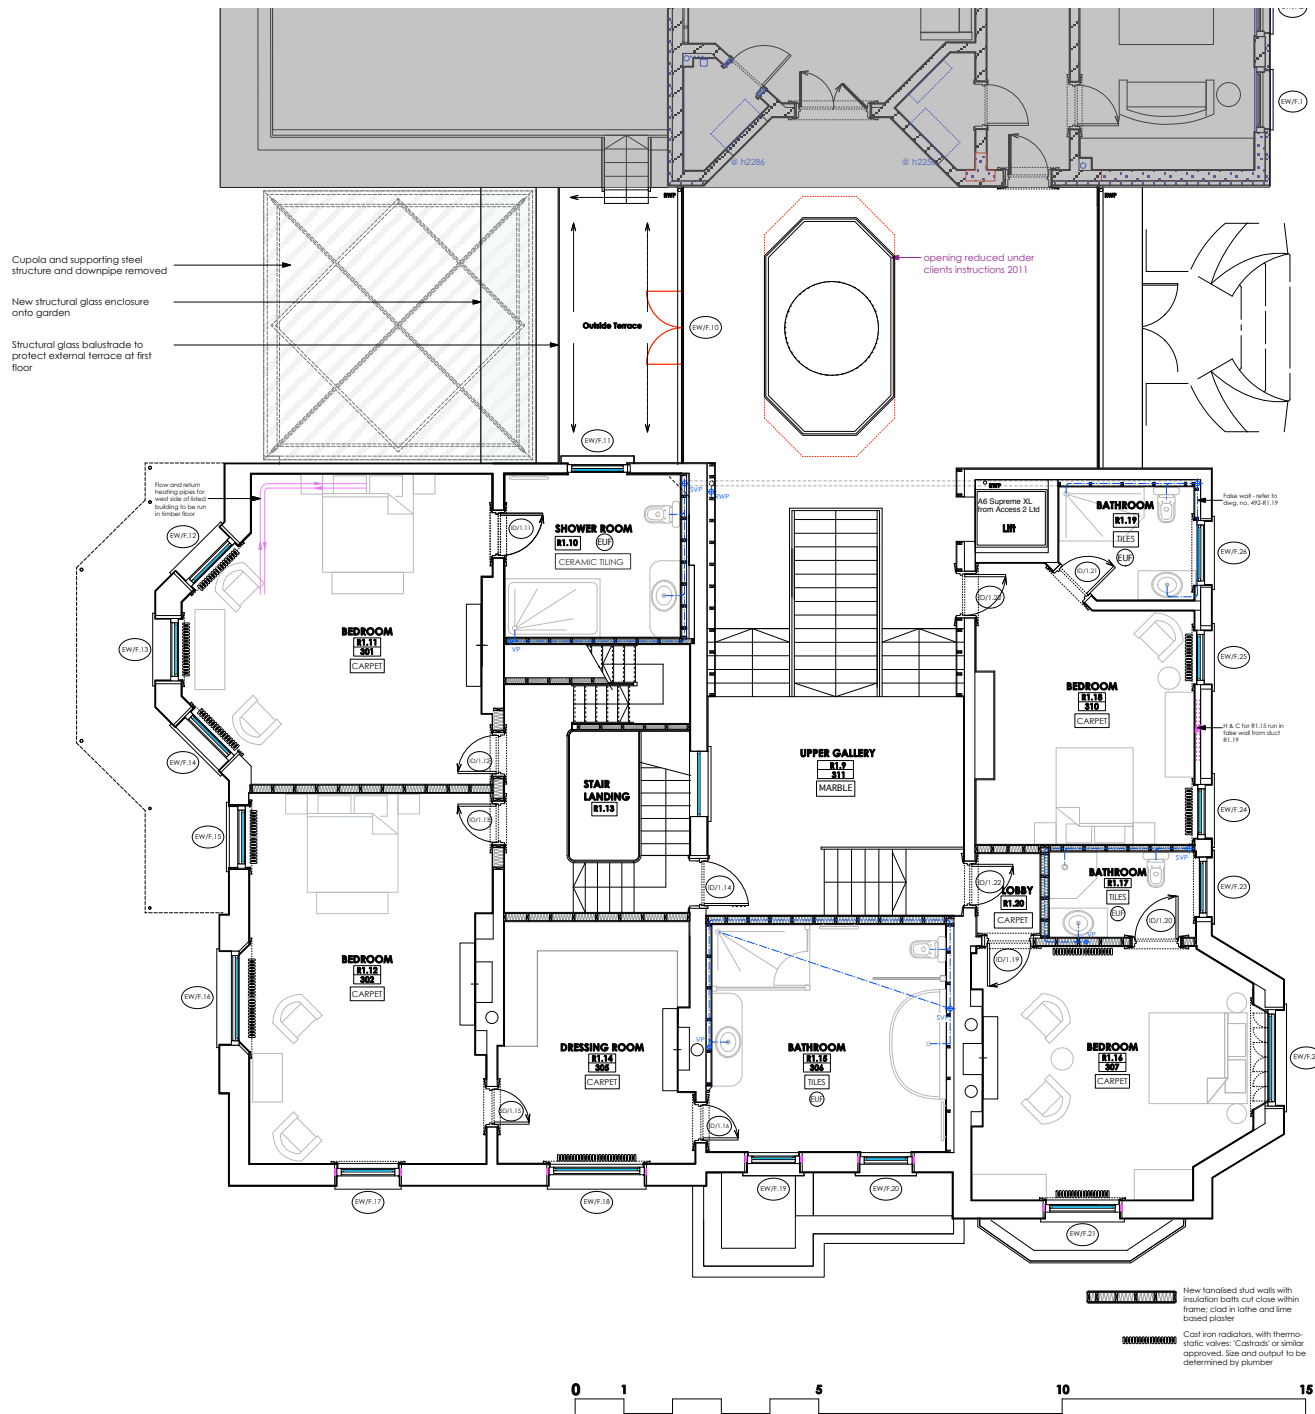 EW/F.1
@ h2286
RWP
Cupola and supporting steel
structure and downpipe removed
New structural glass enclosure
onto garden
Structural glass balustrade to
protect external terrace at first
floor
opening reduced under
clients instructions 2011
Outside Terrace
EW/F.10
EW/F.11
Flow and return
heating pipes for
west side of listed
building to be run
in timber floor
EW/F.12
EW/F.13
EW/F.14
EW/F.15
EW/F.16
ID/1.11
SHOWER ROOM
R1.10
EUF
CERAMIC TILING
SVP
RWP
VP
BEDROOM
R1.11
301
CARPET
ID/1.12
ID/1.13
STAIR
LANDING
R1.13
ID/1.14
UPPER GALLERY
R1.9
311
MARBLE
RWP
A6 Supreme XL
from Access 2 Ltd
Lift
BATHROOM
R1.19
TILES
EUF
ID/1.21
False wall - refer to
dwg. no. 492-R1.19
EW/F.26
EW/F.25
BEDROOM
R1.18
310
CARPET
H & C for R1.15 run in
false wall from duct
R1.19
EW/F.24
SVP
BATHROOM
R1.17
TILES
EUF
VP
EW/F.23
ID/1.20
ID/1.22
LOBBY
R1.20
CARPET
ID/1.19
BEDROOM
R1.12
302
CARPET
ID/1.15
DRESSING ROOM
R1.14
305
CARPET
ID/1.16
VP
BATHROOM
R1.15
306
TILES
EUF
BEDROOM
R1.16
307
CARPET
EW/F.17
EW/F.18
EW/F.19
EW/F.20
EW/F.21
New tanalised stud walls with
insulation batts cut close within
frame; clad in lathe and lime
based plaster
Cast iron radiators, with thermo-
static valves: 'Castrads' or similar
approved. Size and output to be
determined by plumber
0 1 5 10 15